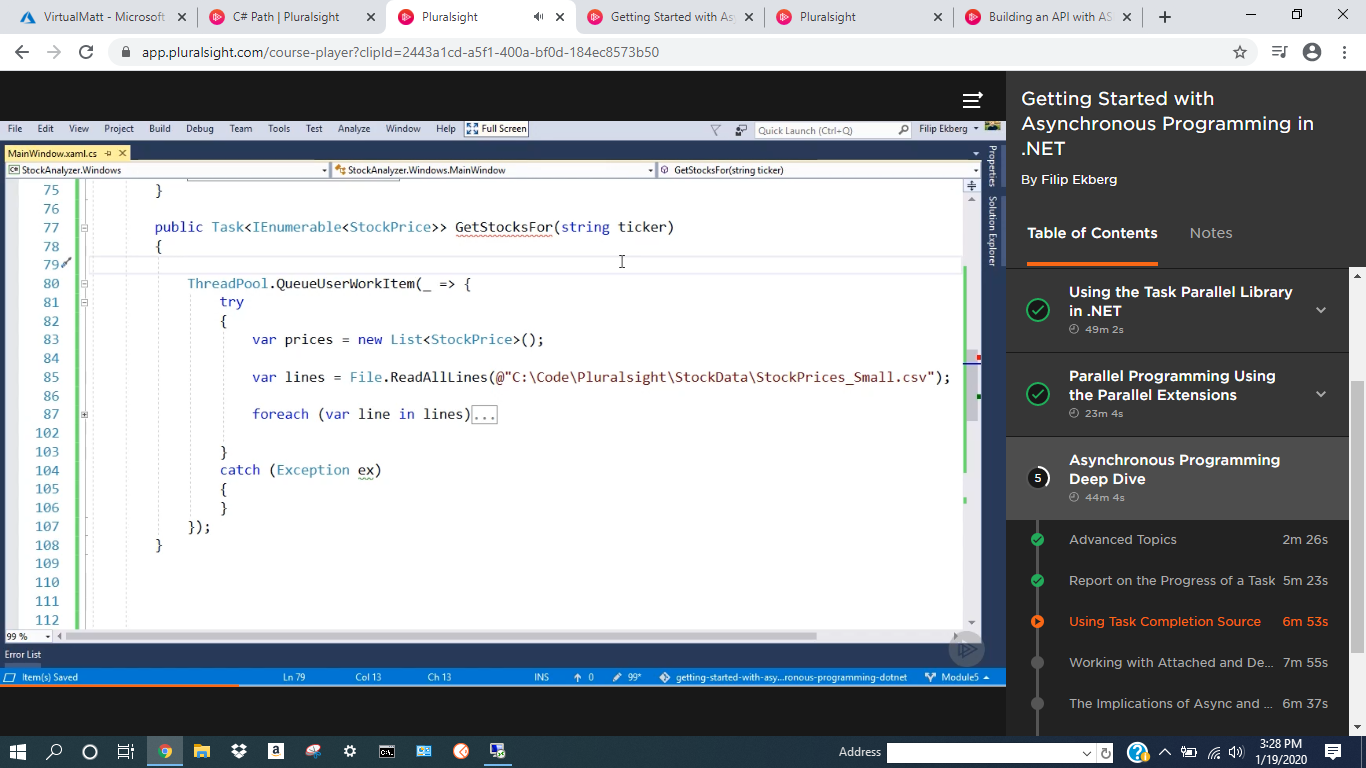 VirtualMatt - Microsoft
C# Path | Pluralsight
Pluralsight
Getting Started with As
Pluralsight
Building an API with AS
app.pluralsight.com/course-player?clipId=2443a1cd-a5f1-400a-bf0d-184ec8573b50
File Edit View Project Build Debug Team Tools Test Analyze Window Help Full Screen Quick Launch (Ctrl+Q) Filip Ekberg
MainWindow.xaml.cs
StockAnalyzer.Windows StockAnalyzer.Windows.MainWindow GetStocksFor(string ticker)
Properties
Solution Explorer
75 }
76
77 public Task<IEnumerable<StockPrice>> GetStocksFor(string ticker)
78 {
79
80 ThreadPool.QueueUserWorkItem(_ => {
81 try
82 {
83 var prices = new List<StockPrice>();
84
85 var lines = File.ReadAllLines(@"C:\Code\Pluralsight\StockData\StockPrices_Small.csv");
86
87 foreach (var line in lines)...
102
103 }
104 catch (Exception ex)
105 {
106 }
107 });
108 }
109
110
111
112
99 %
Error List
Item(s) Saved Ln 79 Col 13 Ch 13 INS 0 99* getting-started-with-asy...ronous-programming-dotnet Module5
Getting Started with
Asynchronous Programming in
.NET
By Filip Ekberg
Table of Contents Notes
Using the Task Parallel Library
in .NET
49m 2s
Parallel Programming Using
the Parallel Extensions
23m 4s
5 Asynchronous Programming
Deep Dive
44m 4s
Advanced Topics 2m 26s
Report on the Progress of a Task 5m 23s
Using Task Completion Source 6m 53s
Working with Attached and De... 7m 55s
The Implications of Async and ... 6m 37s
Address
3:28 PM
1/19/2020